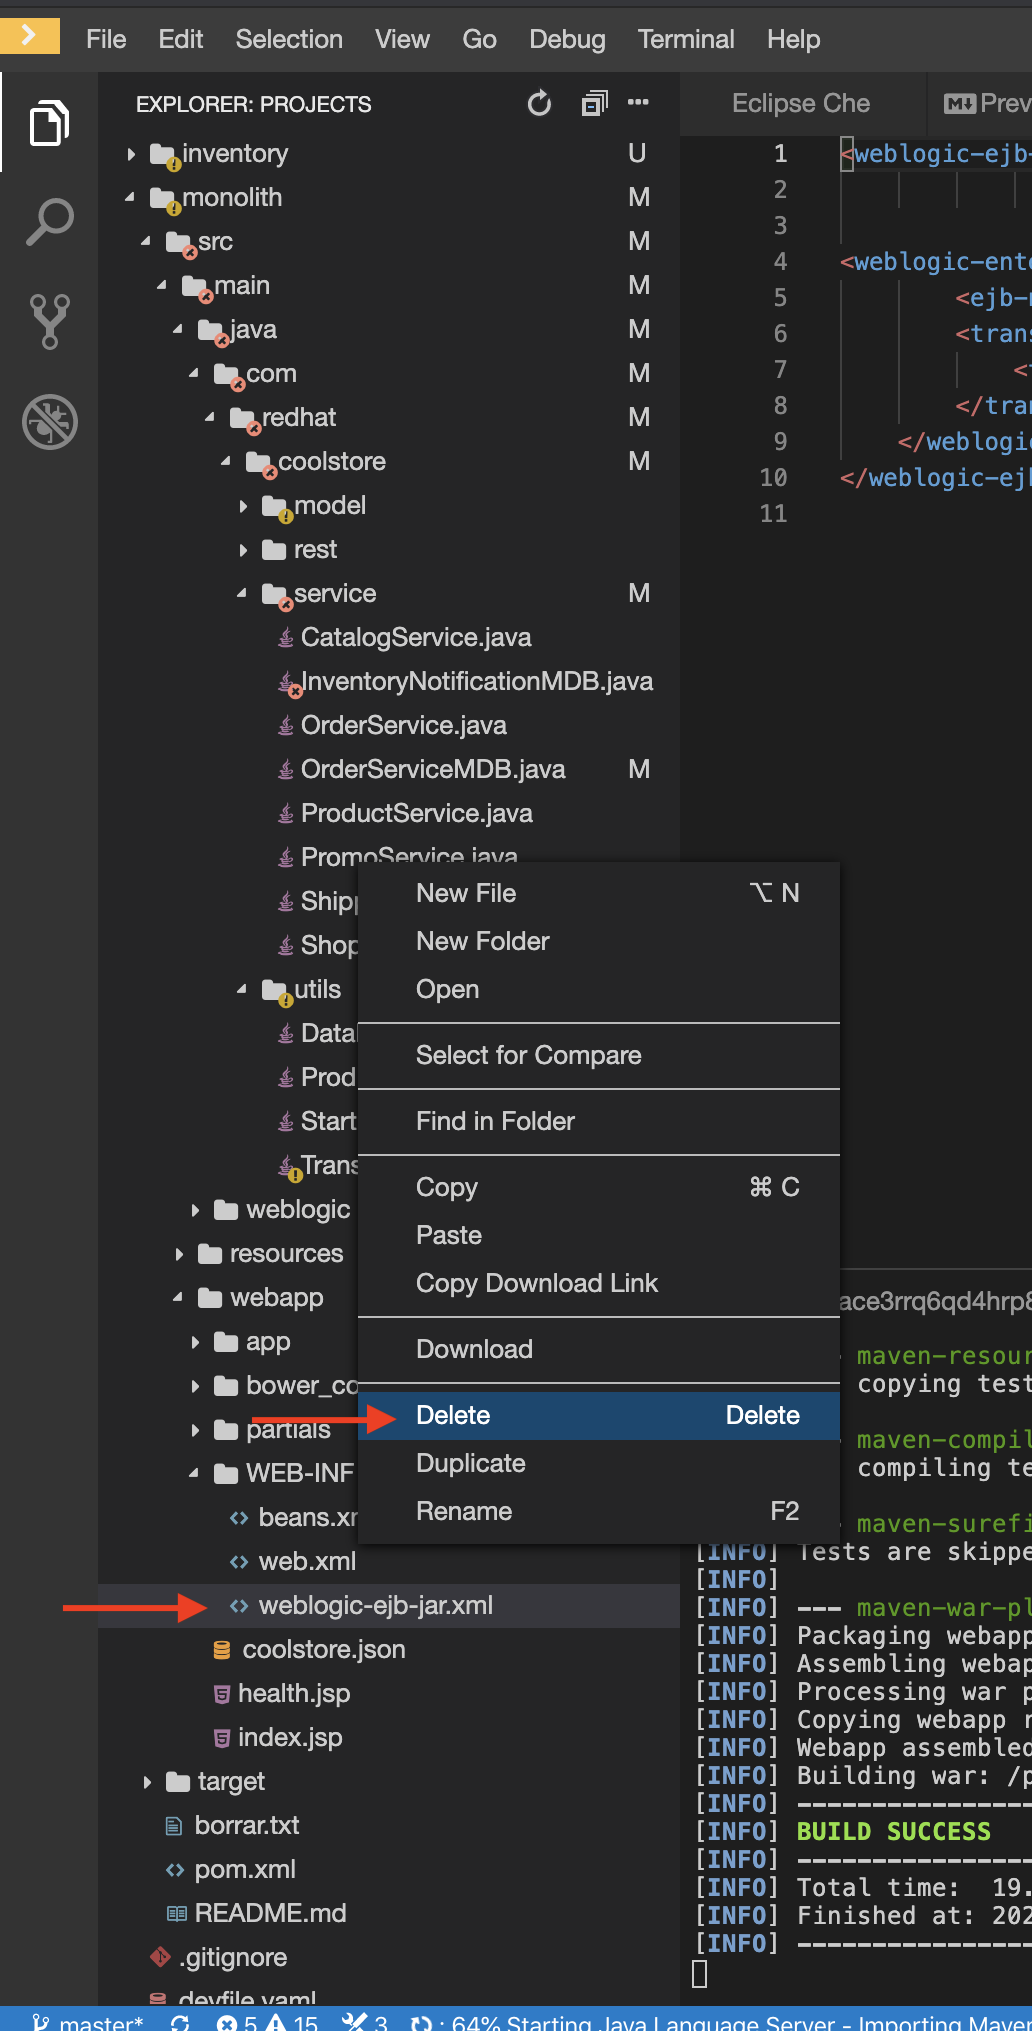 File Edit Selection View Go Debug Terminal Help
EXPLORER: PROJECTS
Eclipse Che
M↓ Prev
inventory U
monolith M
src M
main M
java M
com M
redhat M
coolstore M
model
rest
service M
CatalogService.java
InventoryNotificationMDB.java
OrderService.java
OrderServiceMDB.java M
ProductService.java
PromoService.java
Ship
Shop
utils
Data
Prod
Start
Trans
weblogic
resources
webapp
app
bower_co
partials
WEB-INF
beans.xm
web.xml
weblogic-ejb-jar.xml
coolstore.json
health.jsp
index.jsp
target
borrar.txt
pom.xml
README.md
.gitignore
devfile.yaml
New File ⌥ N
New Folder
Open
Select for Compare
Find in Folder
Copy ⌘ C
Paste
Copy Download Link
Download
Delete Delete
Duplicate
Rename F2
1 <weblogic-ejb-
2
3
4 <weblogic-ente
5 <ejb-n
6 <trans
7 <
8 </tran
9 </weblogic
10 </weblogic-ejb
11
ace3rrq6qd4hrp8
maven-resour
copying test
maven-compil
compiling te
maven-surefi
[INFO] Tests are skippe
[INFO]
[INFO] --- maven-war-pl
[INFO] Packaging webapp
[INFO] Assembling webap
[INFO] Processing war p
[INFO] Copying webapp r
[INFO] Webapp assembled
[INFO] Building war: /p
[INFO] ----------------
[INFO] BUILD SUCCESS
[INFO] ----------------
[INFO] Total time: 19.
[INFO] Finished at: 202
[INFO] ----------------
master* 5 15 3 : 64% Starting Java Language Server - Importing Maven